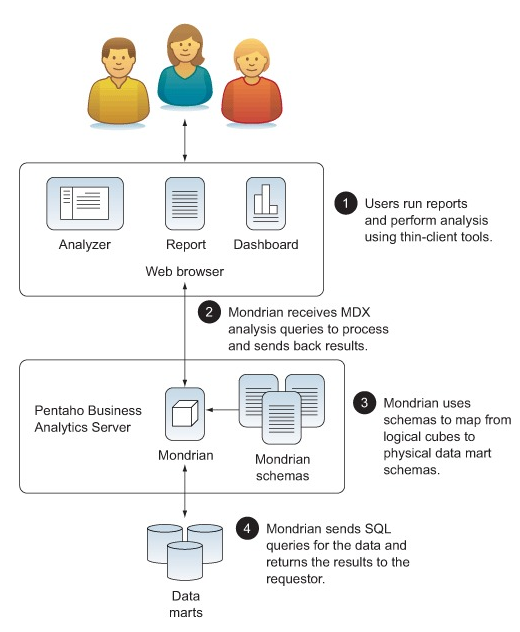 1 Users run reports
and perform analysis
using thin-client tools.
Analyzer
Report
Dashboard
Web browser
2 Mondrian receives MDX
analysis queries to process
and sends back results.
Pentaho Business
Analytics Server
Mondrian
Mondrian
schemas
3 Mondrian uses
schemas to map from
logical cubes to
physical data mart
schemas.
4 Mondrian sends SQL
queries for the data and
returns the results to the
requestor.
Data
marts